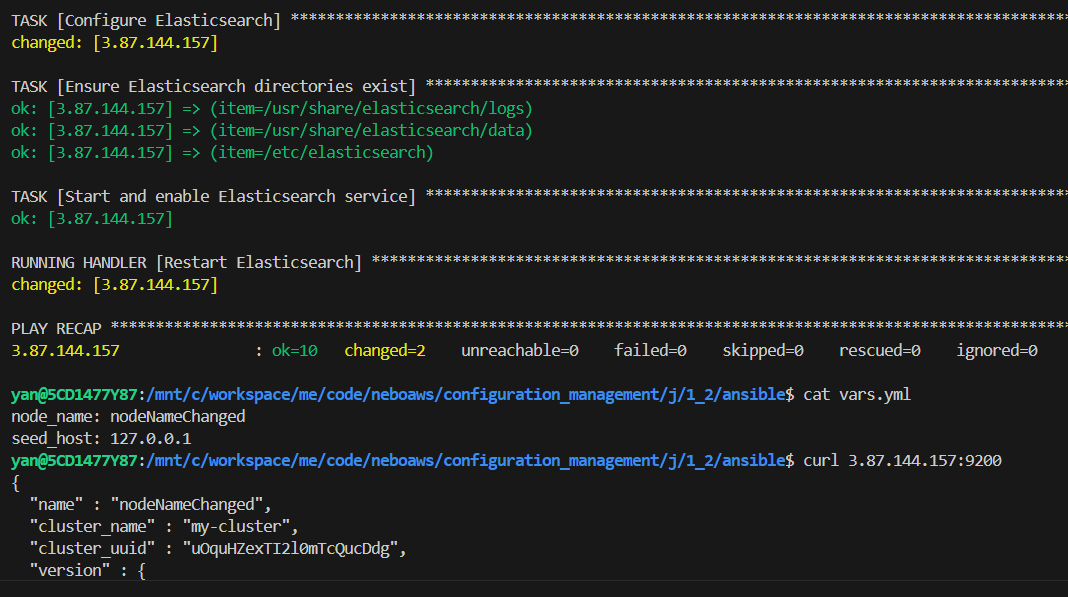 TASK [Configure Elasticsearch] **************************************************************************************
changed: [3.87.144.157]
TASK [Ensure Elasticsearch directories exist] ***********************************************************************
ok: [3.87.144.157] => (item=/usr/share/elasticsearch/logs)
ok: [3.87.144.157] => (item=/usr/share/elasticsearch/data)
ok: [3.87.144.157] => (item=/etc/elasticsearch)
TASK [Start and enable Elasticsearch service] ***********************************************************************
ok: [3.87.144.157]
RUNNING HANDLER [Restart Elasticsearch] *****************************************************************************
changed: [3.87.144.157]
PLAY RECAP **********************************************************************************************************
3.87.144.157               : ok=10   changed=2    unreachable=0    failed=0    skipped=0    rescued=0    ignored=0
yan@5CD1477Y87:/mnt/c/workspace/me/code/neboaws/configuration_management/j/1_2/ansible$ cat vars.yml
node_name: nodeNameChanged
seed_host: 127.0.0.1
yan@5CD1477Y87:/mnt/c/workspace/me/code/neboaws/configuration_management/j/1_2/ansible$ curl 3.87.144.157:9200
{
  "name" : "nodeNameChanged",
  "cluster_name" : "my-cluster",
  "cluster_uuid" : "uOquHZexTI2l0mTcQucDdg",
  "version" : {